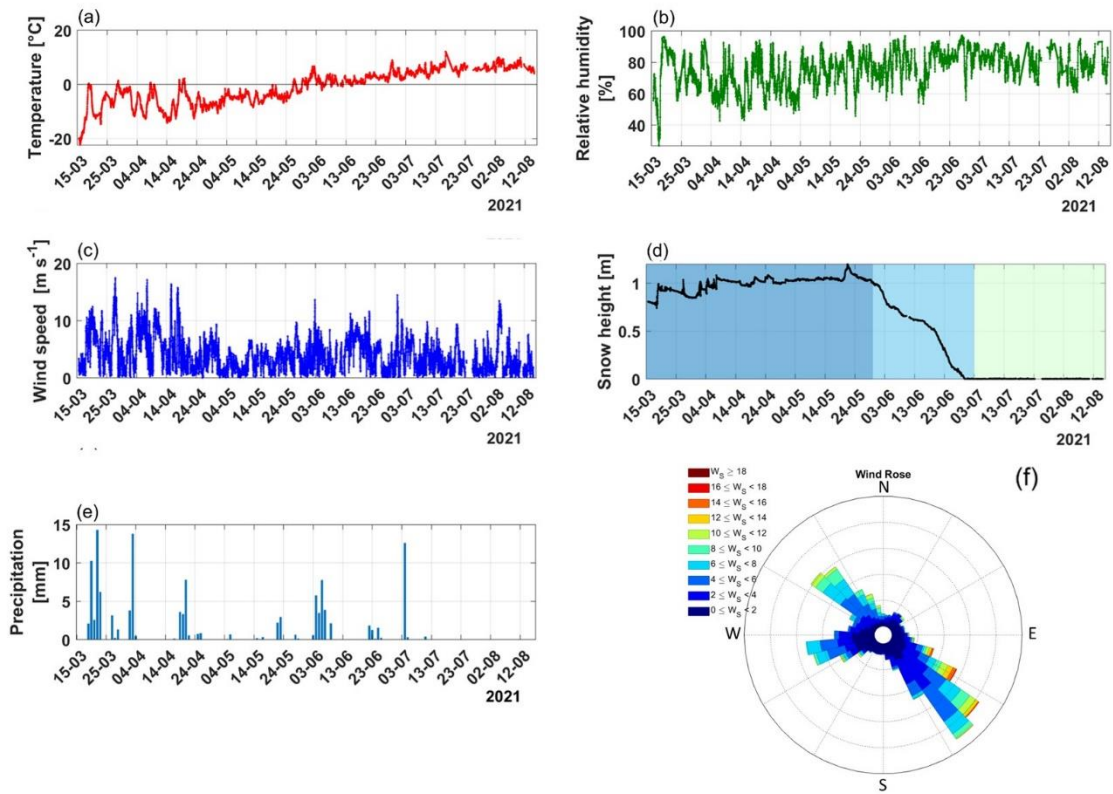 (a)
Temperature [°C]
20
0
-20
15-03 25-03 04-04 14-04 24-04 04-05 14-05 24-05 03-06 13-06 23-06 03-07 13-07 23-07 02-08 12-08
2021
(b)
Relative humidity
[%]
100
80
60
40
15-03 25-03 04-04 14-04 24-04 04-05 14-05 24-05 03-06 13-06 23-06 03-07 13-07 23-07 02-08 12-08
2021
(c)
Wind speed [m s⁻¹]
20
10
0
15-03 25-03 04-04 14-04 24-04 04-05 14-05 24-05 03-06 13-06 23-06 03-07 13-07 23-07 02-08 12-08
2021
(d)
Snow height [m]
1
0.5
0
15-03 25-03 04-04 14-04 24-04 04-05 14-05 24-05 03-06 13-06 23-06 03-07 13-07 23-07 02-08 12-08
2021
(e)
Precipitation
[mm]
15
10
5
0
15-03 25-03 04-04 14-04 24-04 04-05 14-05 24-05 03-06 13-06 23-06 03-07 13-07 23-07 02-08 12-08
2021
(f)
Wind Rose
W_S ≥ 18
16 ≤ W_S < 18
14 ≤ W_S < 16
12 ≤ W_S < 14
10 ≤ W_S < 12
8 ≤ W_S < 10
6 ≤ W_S < 8
4 ≤ W_S < 6
2 ≤ W_S < 4
0 ≤ W_S < 2
N
W
E
S